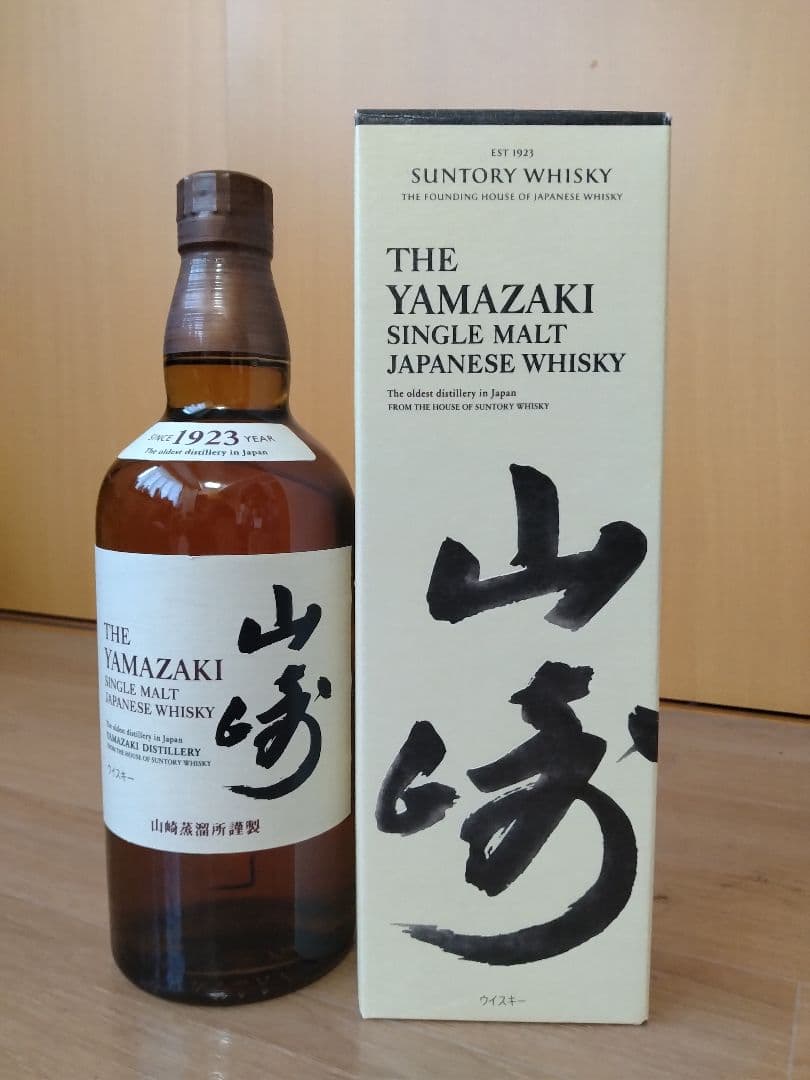 SINCE 1923 YEAR
The oldest distillery in Japan
THE
YAMAZAKI
SINGLE MALT
JAPANESE WHISKY
The oldest distillery in Japan
YAMAZAKI DISTILLERY
FROM THE HOUSE OF SUNTORY WHISKY
ウイスキー
山崎
山崎蒸溜所謹製
EST 1923
SUNTORY WHISKY
THE FOUNDING HOUSE OF JAPANESE WHISKY
THE
YAMAZAKI
SINGLE MALT
JAPANESE WHISKY
The oldest distillery in Japan
FROM THE HOUSE OF SUNTORY WHISKY
山崎
ウイスキー